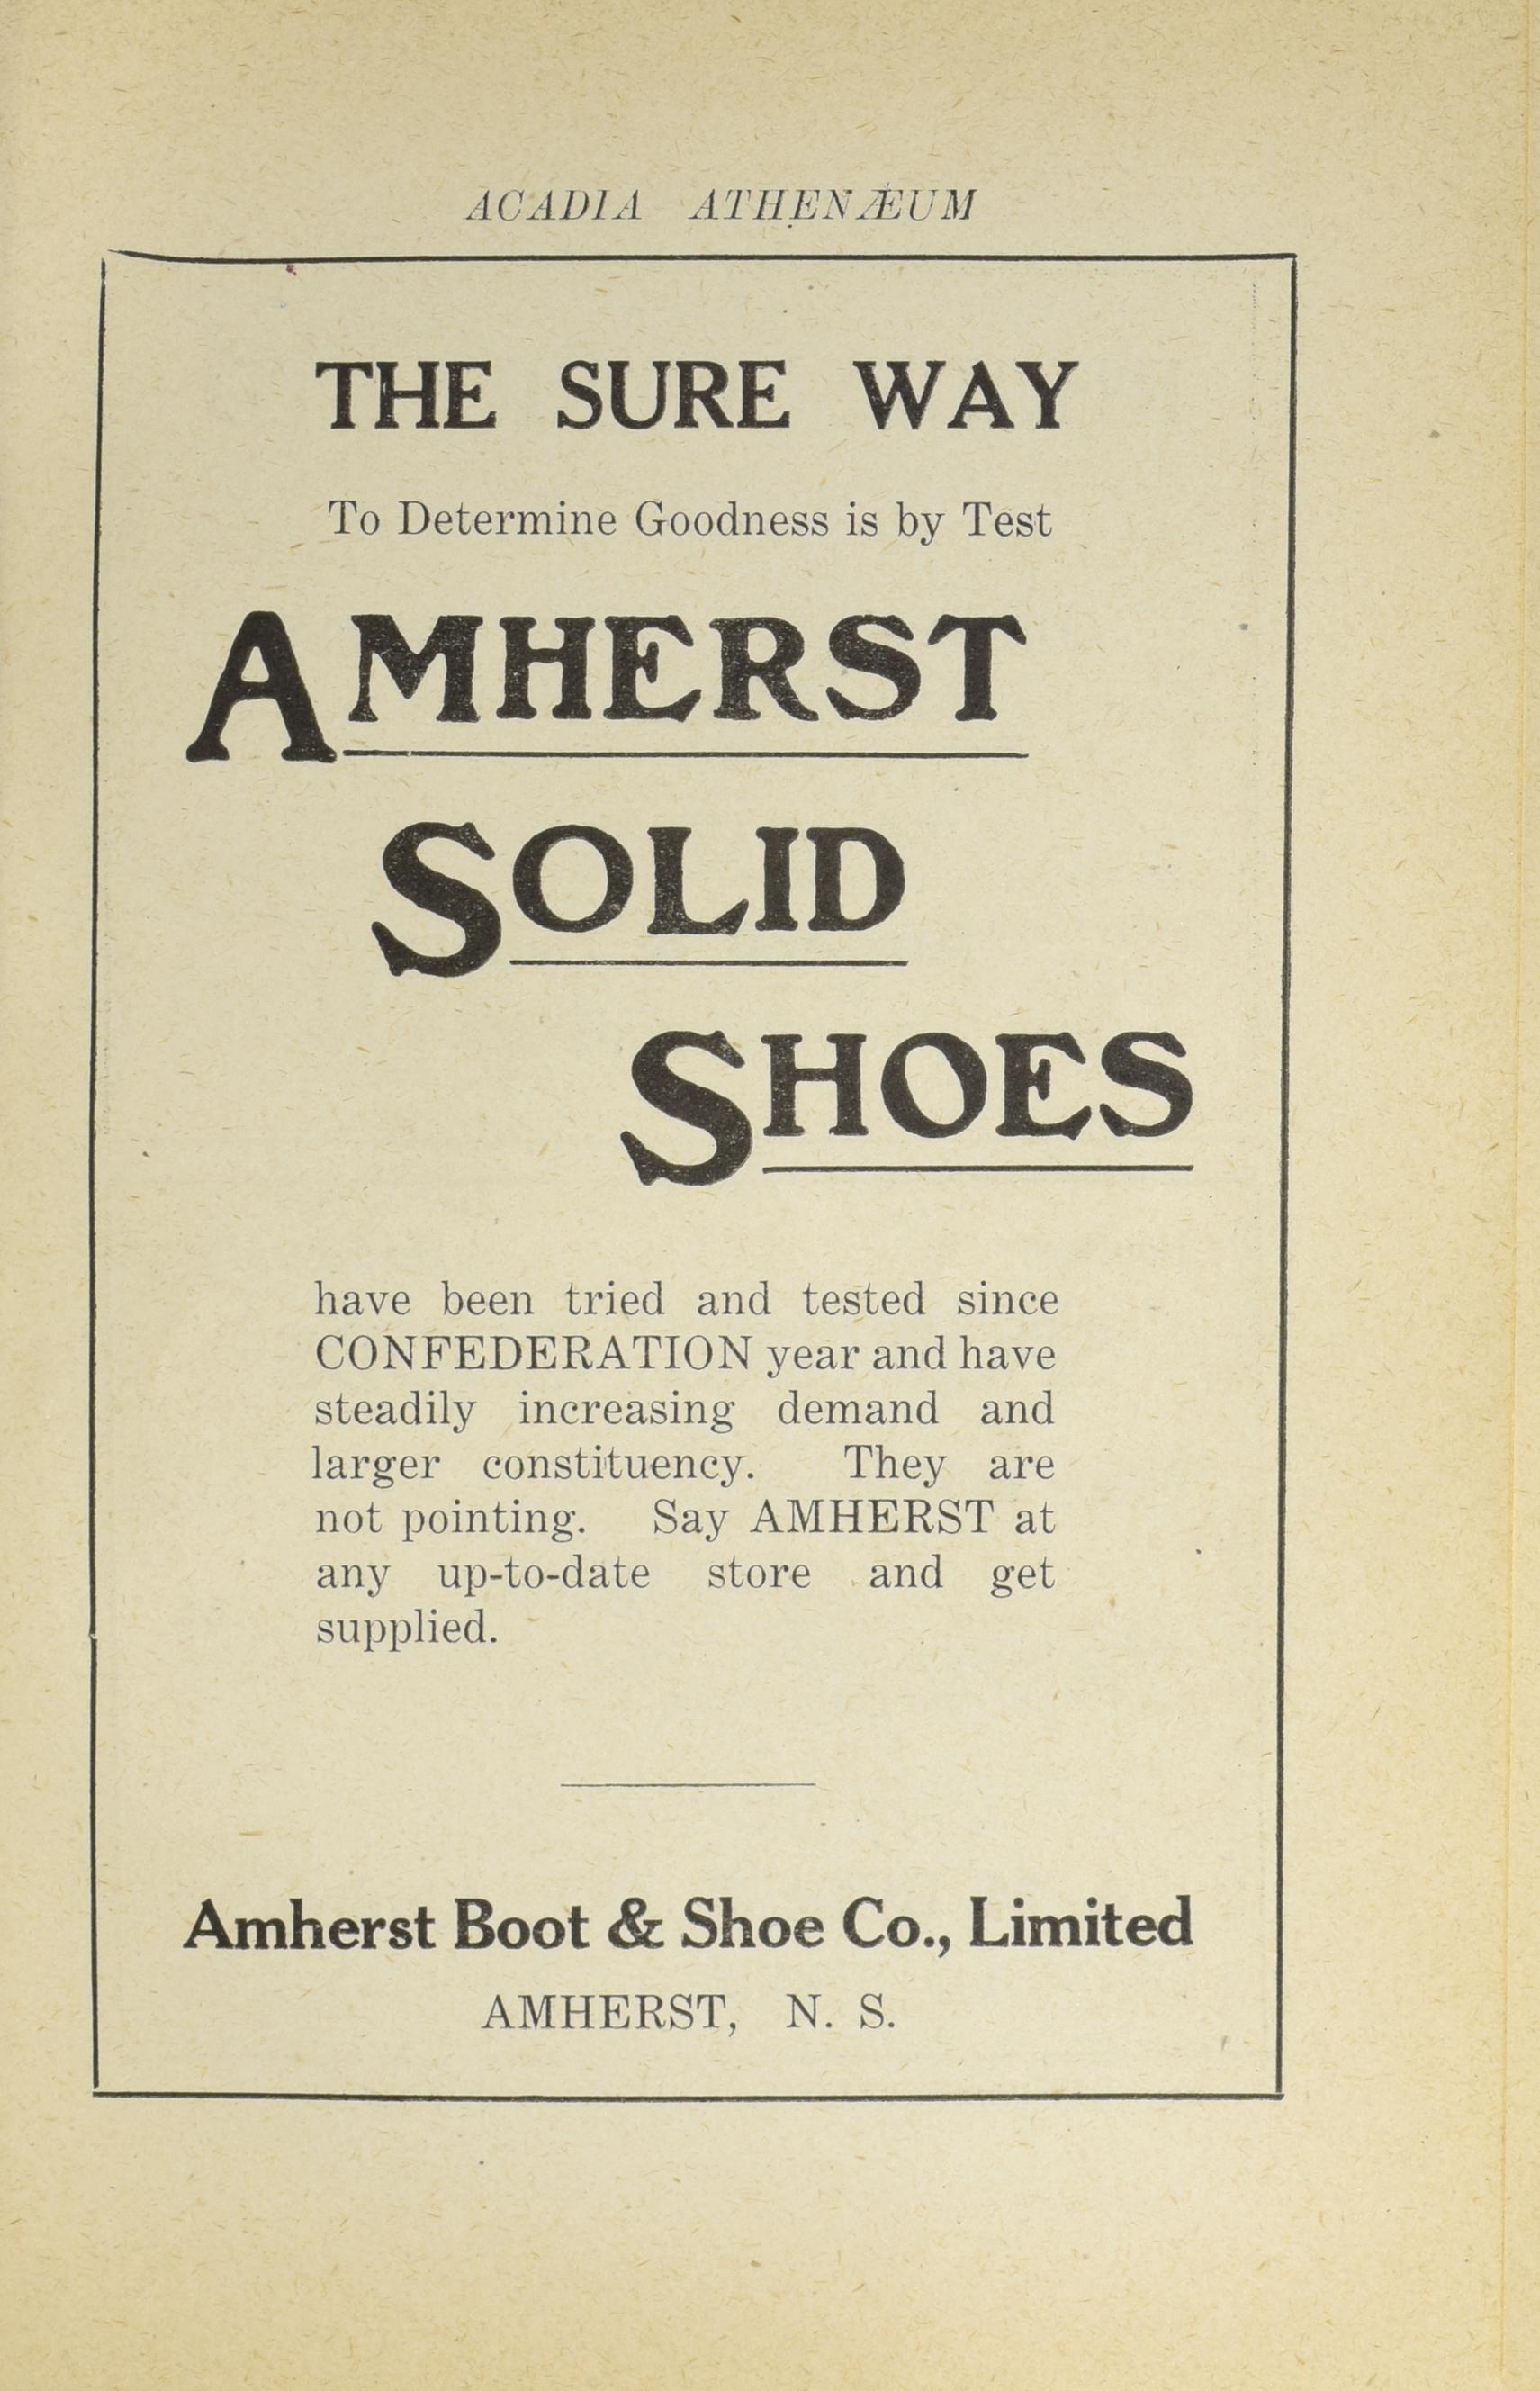 ACADIA ATHENÆUM
THE SURE WAY
To Determine Goodness is by Test
AMHERST
SOLID
SHOES
have been tried and tested since
CONFEDERATION year and have
steadily increasing demand and
larger constituency. They are
not pointing. Say AMHERST at
any up-to-date store and get
supplied.
Amherst Boot & Shoe Co., Limited
AMHERST, N. S.